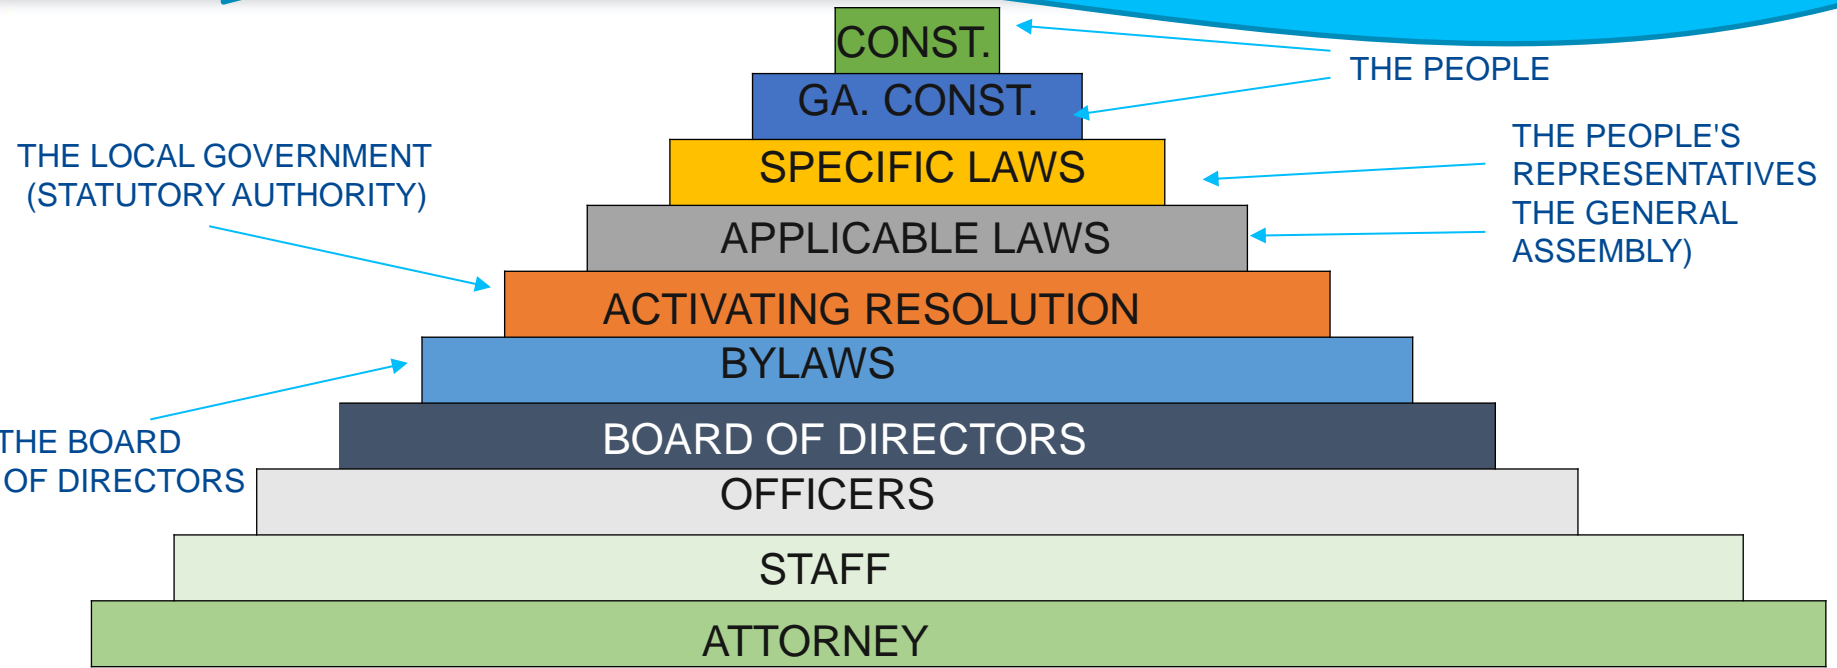 CONST.
THE PEOPLE
GA. CONST.
THE PEOPLE'S
REPRESENTATIVES
THE GENERAL
ASSEMBLY)
THE LOCAL GOVERNMENT
(STATUTORY AUTHORITY)
SPECIFIC LAWS
APPLICABLE LAWS
ACTIVATING RESOLUTION
BYLAWS
THE BOARD
OF DIRECTORS
BOARD OF DIRECTORS
OFFICERS
STAFF
ATTORNEY